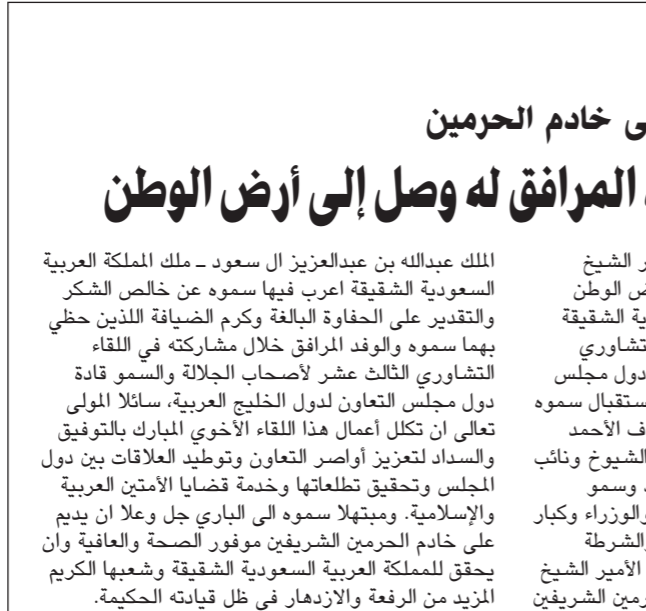 خادم الحرمين
المرافق له وصل إلى أرض الوطن
الشيخ
الوطن
الشقيقة
دول مجلس
سموه
الأحمد
الشيوخ ونائب
وسمو
والوزراء وكبار
والشرطة
الأمير الشيخ
الشريفين
الملك عبدالله بن عبدالعزيز ال سعود ــ ملك المملكة العربية
السعودية الشقيقة اعرب فيها سموه عن خالص الشكر
والتقدير على الحفاوة البالغة وكرم الضيافة اللذين حظي
بهما سموه والوفد المرافق خلال مشاركته في اللقاء
التشاوري الثالث عشر لأصحاب الجلالة والسمو قادة
دول مجلس التعاون لدول الخليج العربية، سائلا المولى
تعالى ان تكلل أعمال هذا اللقاء الأخوي المبارك بالتوفيق
والسداد لتعزيز أواصر التعاون وتوطيد العلاقات بين دول
المجلس وتحقيق تطلعاتها وخدمة قضايا الأمتين العربية
والإسلامية. ومبتهلا سموه الى الباري جل وعلا ان يديم
على خادم الحرمين الشريفين موفور الصحة والعافية وان
يحقق للمملكة العربية السعودية الشقيقة وشعبها الكريم
المزيد من الرفعة والازدهار في ظل قيادته الحكيمة.